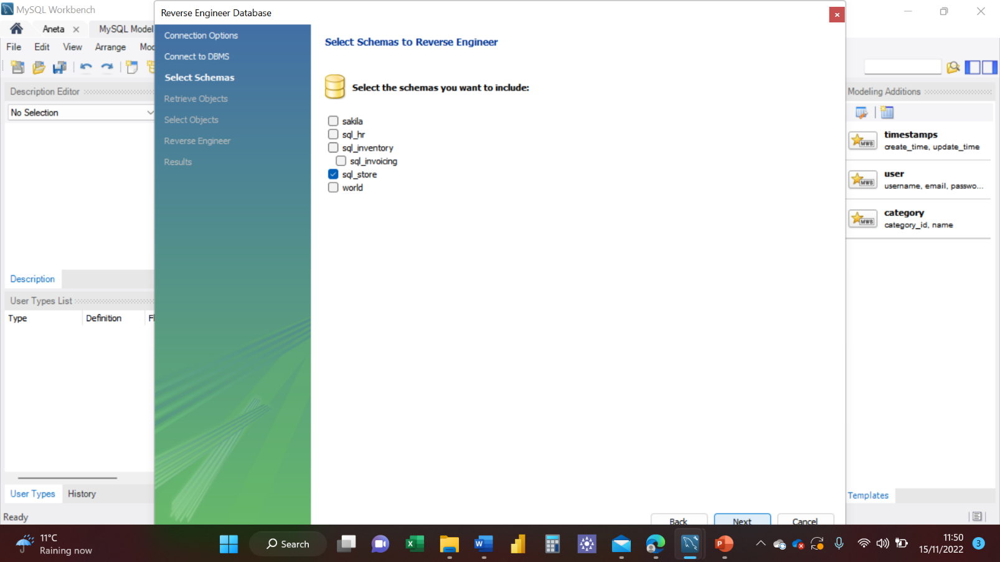 MySQL Workbench
Reverse Engineer Database
Aneta
MySQL Model
File Edit View Arrange Mod
Description Editor
No Selection
Description
User Types List
Type Definition Fl
User Types History
Ready
Connection Options
Connect to DBMS
Select Schemas
Retrieve Objects
Select Objects
Reverse Engineer
Results
Select Schemas to Reverse Engineer
Select the schemas you want to include:
sakila
sql_hr
sql_inventory
sql_invoicing
sql_store
world
Back Next Cancel
Modeling Additions
MWB
timestamps
create_time, update_time
MWB
user
username, email, passwo...
MWB
category
category_id, name
Templates
11°C
Raining now
Search
11:50
15/11/2022
3